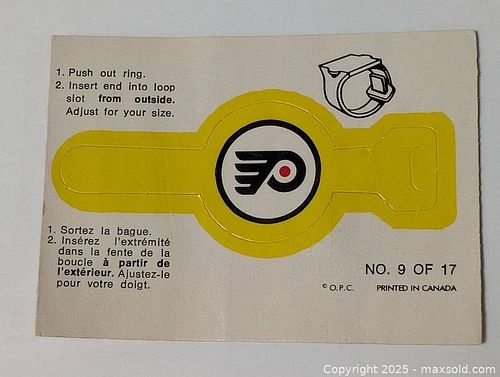 1. Push out ring.
2. Insert end into loop
slot from outside.
Adjust for your size.
1. Sortez la bague.
2. Insérez l'extrémité
dans la fente de la
boucle à partir de
l'extérieur. Ajustez-le
pour votre doigt.
NO. 9 OF 17
© O.P.C. PRINTED IN CANADA
Copyright 2025 - maxsold.com